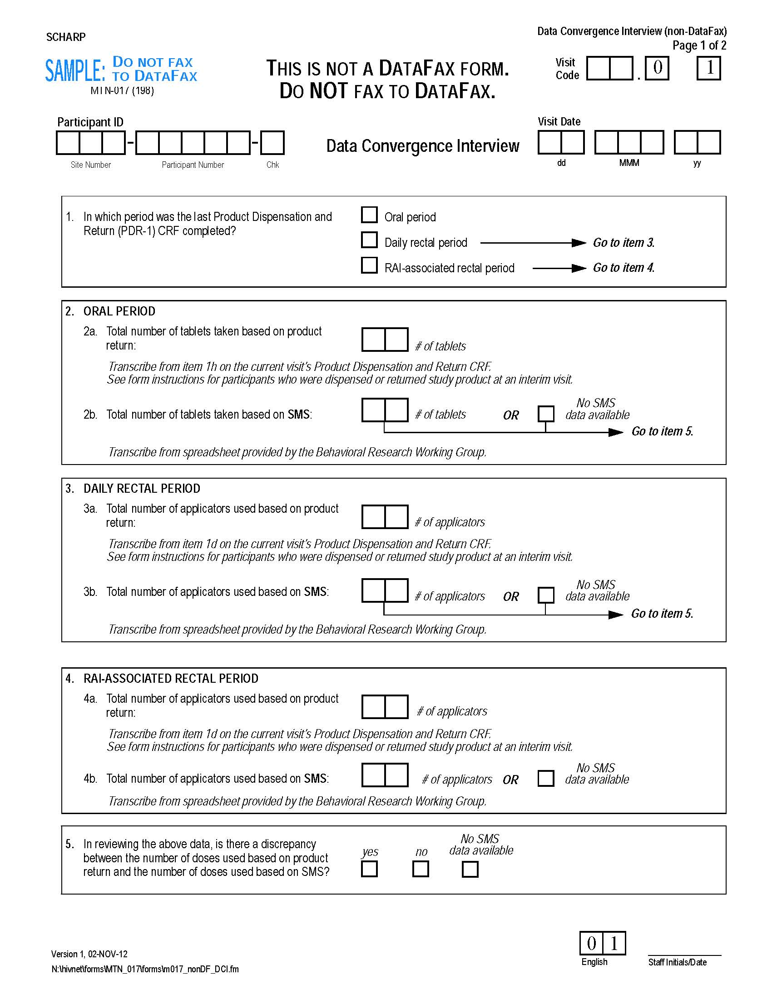 SCHARP
Data Convergence Interview (non-DataFax)
Page 1 of 2
SAMPLE: DO NOT FAX
TO DATAFAX
MTN-017 (198)
THIS IS NOT A DATAFAX FORM.
DO NOT FAX TO DATAFAX.
Visit
Code
. 0 1
Participant ID
Site Number Participant Number Chk
Data Convergence Interview
Visit Date
dd MMM yy
1. In which period was the last Product Dispensation and
Return (PDR-1) CRF completed?
Oral period
Daily rectal period Go to item 3.
RAI-associated rectal period Go to item 4.
2. ORAL PERIOD
2a. Total number of tablets taken based on product
return:
# of tablets
Transcribe from item 1h on the current visit's Product Dispensation and Return CRF.
See form instructions for participants who were dispensed or returned study product at an interim visit.
2b. Total number of tablets taken based on SMS: # of tablets OR No SMS
data available
Go to item 5.
Transcribe from spreadsheet provided by the Behavioral Research Working Group.
3. DAILY RECTAL PERIOD
3a. Total number of applicators used based on product
return:
# of applicators
Transcribe from item 1d on the current visit's Product Dispensation and Return CRF.
See form instructions for participants who were dispensed or returned study product at an interim visit.
3b. Total number of applicators used based on SMS: # of applicators OR No SMS
data available
Go to item 5.
Transcribe from spreadsheet provided by the Behavioral Research Working Group.
4. RAI-ASSOCIATED RECTAL PERIOD
4a. Total number of applicators used based on product
return:
# of applicators
Transcribe from item 1d on the current visit's Product Dispensation and Return CRF.
See form instructions for participants who were dispensed or returned study product at an interim visit.
4b. Total number of applicators used based on SMS: # of applicators OR No SMS
data available
Transcribe from spreadsheet provided by the Behavioral Research Working Group.
5. In reviewing the above data, is there a discrepancy
between the number of doses used based on product
return and the number of doses used based on SMS?
yes no No SMS
data available
0 1
English
Staff Initials/Date
Version 1, 02-NOV-12
N:\hivnet\forms\MTN_017\forms\m017_nonDF_DCI.fm